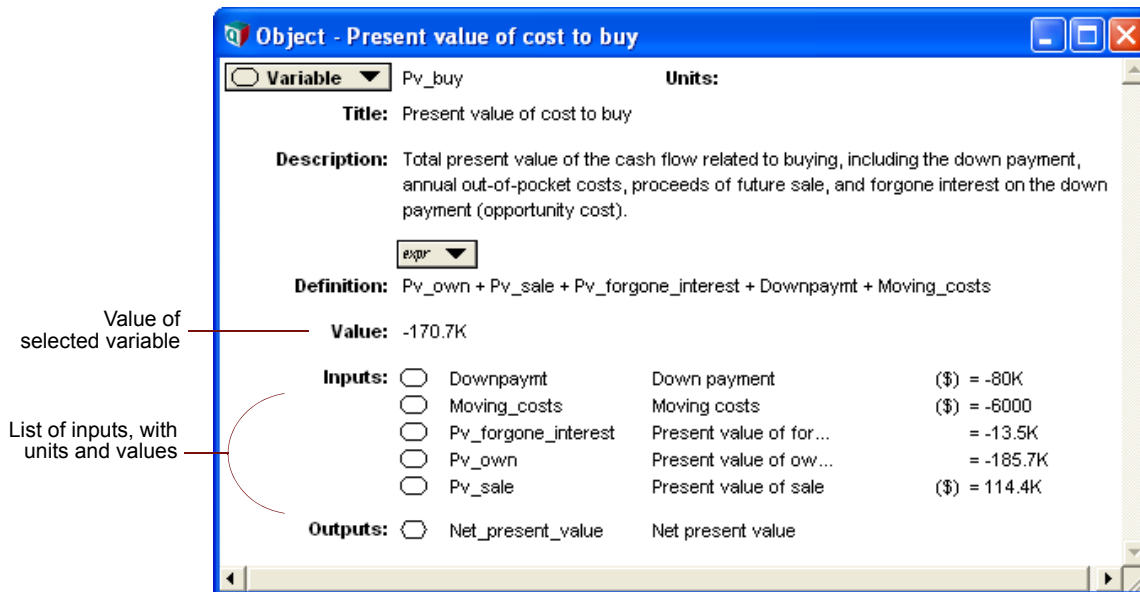 Object - Present value of cost to buy
Variable Pv_buy Units:
Title: Present value of cost to buy
Description: Total present value of the cash flow related to buying, including the down payment,
annual out-of-pocket costs, proceeds of future sale, and forgone interest on the down
payment (opportunity cost).
expr
Definition: Pv_own + Pv_sale + Pv_forgone_interest + Downpaymt + Moving_costs
Value of
selected variable
Value: -170.7K
Inputs: Downpaymt Down payment ($) = -80K
Moving_costs Moving costs ($) = -6000
List of inputs, with
units and values
Pv_forgone_interest Present value of for... = -13.5K
Pv_own Present value of ow... = -185.7K
Pv_sale Present value of sale ($) = 114.4K
Outputs: Net_present_value Net present value